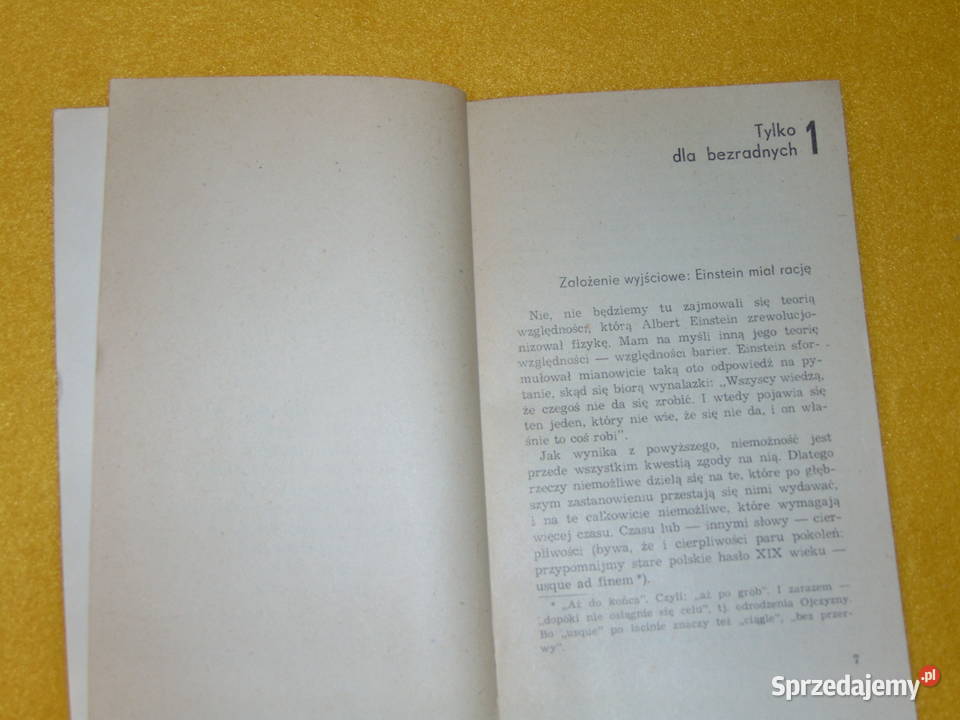 Tylko 1
dla bezradnych
Założenie wyjściowe: Einstein miał rację
Nie, nie będziemy tu zajmowali się teorią
względności, którą Albert Einstein zrewolucjo-
nizował fizykę. Mam na myśli inną jego teorię
względności — względności barier. Einstein sfor-
mułował mianowicie taką oto odpowiedź na py-
tanie, skąd się biorą wynalazki: „Wszyscy wiedzą,
że czegoś nie da się zrobić. I wtedy pojawia się
ten jeden, który nie wie, że się nie da, i on wła-
śnie to coś robi".
Jak wynika z powyższego, niemożność jest
przede wszystkim kwestią zgody na nią. Dlatego
rzeczy niemożliwe dzielą się na te, które po głęb-
szym zastanowieniu przestają się nimi wydawać,
i na te całkowicie niemożliwe, które wymagają
więcej czasu. Czasu lub — innymi słowy — cier-
pliwości (bywa, że i cierpliwości paru pokoleń:
przypomnijmy stare polskie hasło XIX wieku —
usque ad finem *).
* „Aż do końca". Czyli: „aż po grób". I zarazem —
„dopóki nie osiągnie się celu", tj. odrodzenia Ojczyzny.
Bo „usque" po łacinie znaczy też „ciągle", „bez przer-
wy".
7
Sprzedajemy.pl